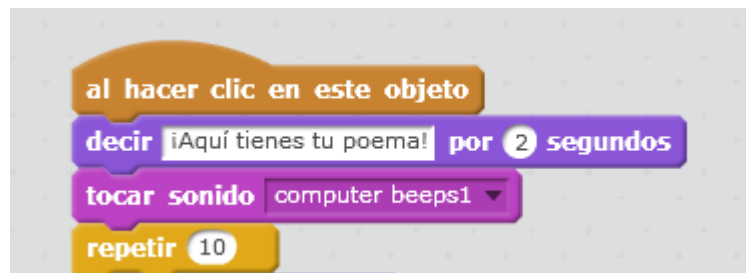 al hacer clic en este objeto
decir ¡Aquí tienes tu poema! por 2 segundos
tocar sonido computer beeps1
repetir 10